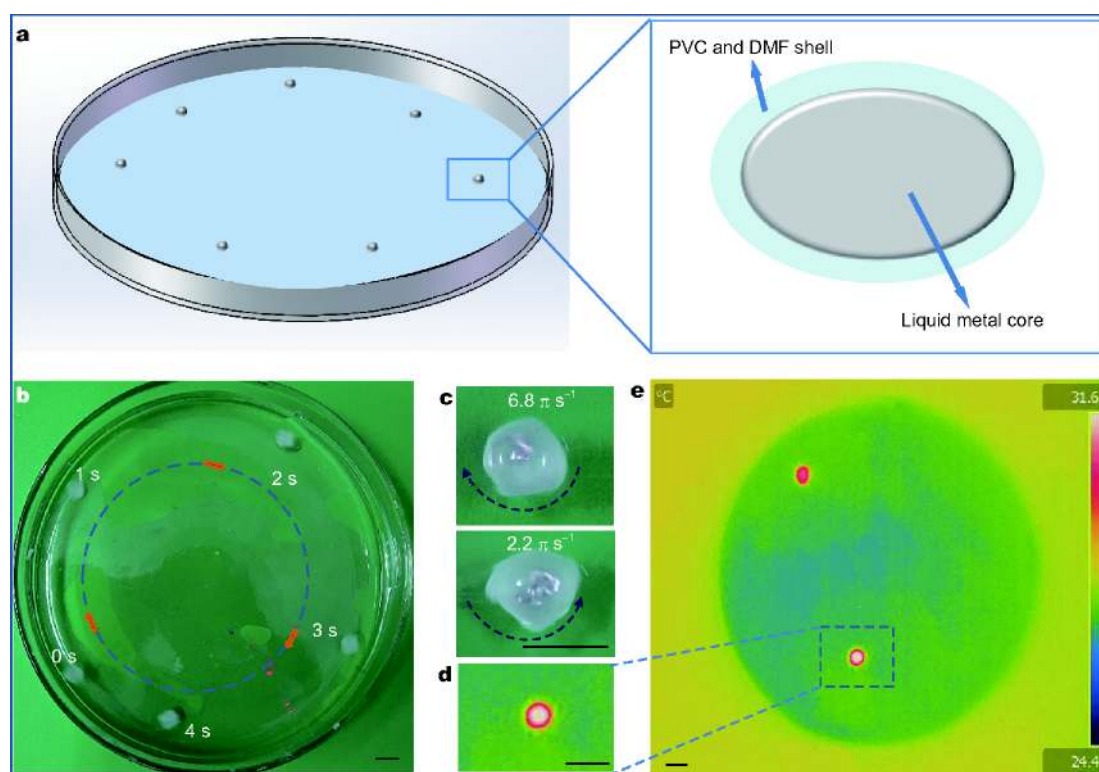 a
PVC and DMF shell
Liquid metal core
b
1 s
2 s
3 s
0 s
4 s
c
6.8 π s⁻¹
2.2 π s⁻¹
d
e
°C
31.6
24.4